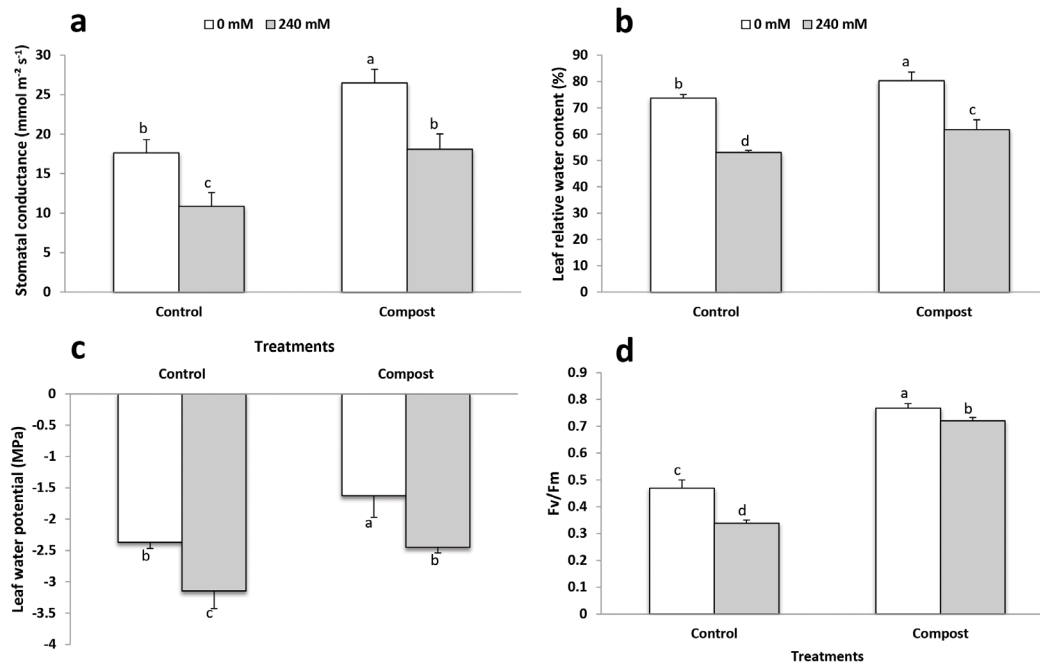 a
0 mM 240 mM
Stomatal conductance (mmol m⁻² s⁻¹)
30
25
20
15
10
5
0
b
c
a
b
Control Compost
b
0 mM 240 mM
Leaf relative water content (%)
90
80
70
60
50
40
30
20
10
0
b
d
a
c
Control Compost
c
Treatments
Control Compost
Leaf water potential (MPa)
0
-0.5
-1
-1.5
-2
-2.5
-3
-3.5
-4
b
c
a
b
d
Fv/Fm
0.9
0.8
0.7
0.6
0.5
0.4
0.3
0.2
0.1
0
c
d
a
b
Control Compost
Treatments